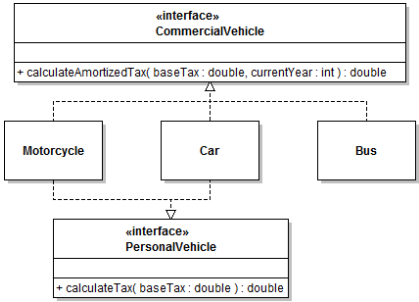 «interface»
CommercialVehicle
+ calculateAmortizedTax( baseTax : double, currentYear : int ) : double
Motorcycle
Car
Bus
«interface»
PersonalVehicle
+ calculateTax( baseTax : double ) : double